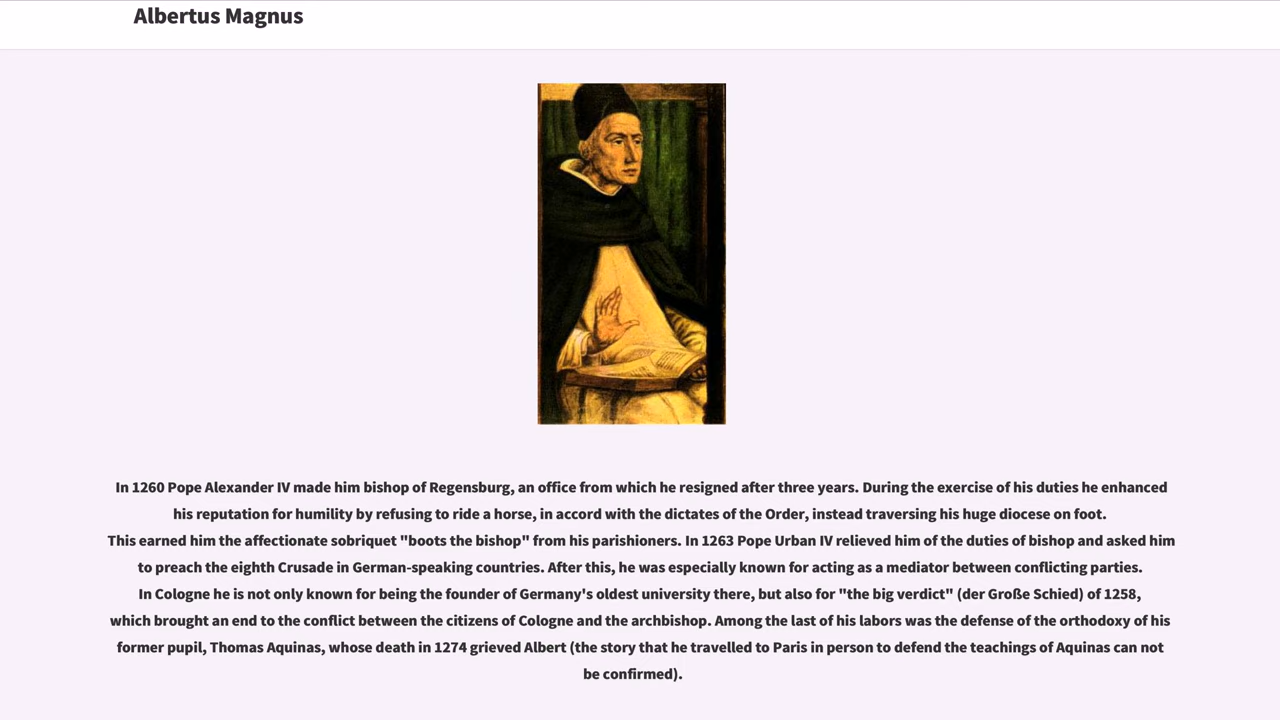 Albertus Magnus
In 1260 Pope Alexander IV made him bishop of Regensburg, an office from which he resigned after three years. During the exercise of his duties he enhanced
his reputation for humility by refusing to ride a horse, in accord with the dictates of the Order, instead traversing his huge diocese on foot.
This earned him the affectionate sobriquet "boots the bishop" from his parishioners. In 1263 Pope Urban IV relieved him of the duties of bishop and asked him
to preach the eighth Crusade in German-speaking countries. After this, he was especially known for acting as a mediator between conflicting parties.
In Cologne he is not only known for being the founder of Germany's oldest university there, but also for "the big verdict" (der Große Schied) of 1258,
which brought an end to the conflict between the citizens of Cologne and the archbishop. Among the last of his labors was the defense of the orthodoxy of his
former pupil, Thomas Aquinas, whose death in 1274 grieved Albert (the story that he travelled to Paris in person to defend the teachings of Aquinas can not
be confirmed).